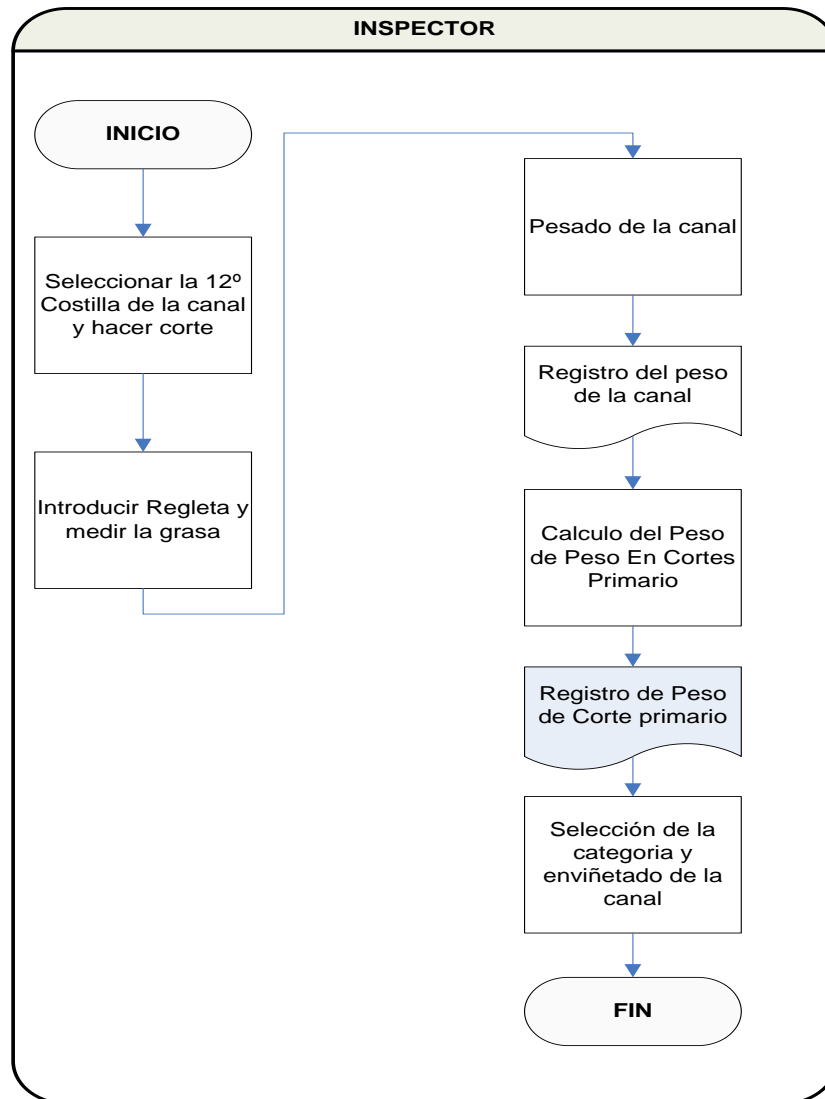 INSPECTOR
INICIO
Seleccionar la 12º
Costilla de la canal
y hacer corte
Introducir Regleta y
medir la grasa
Pesado de la canal
Registro del peso
de la canal
Calculo del Peso
de Peso En Cortes
Primario
Registro de Peso
de Corte primario
Selección de la
categoria y
enviñetado de la
canal
FIN